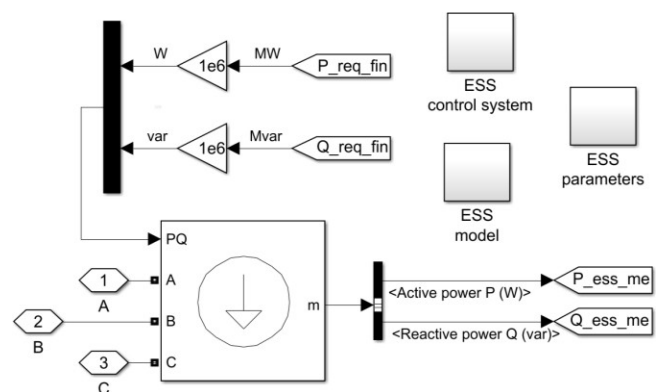 W
MW
1e6
P_req_fin
var
Mvar
1e6
Q_req_fin
ESS
control system
ESS
parameters
ESS
model
PQ
1
A
A
2
B
B
3
C
C
m
<Active power P (W)>
P_ess_me
<Reactive power Q (var)>
Q_ess_me